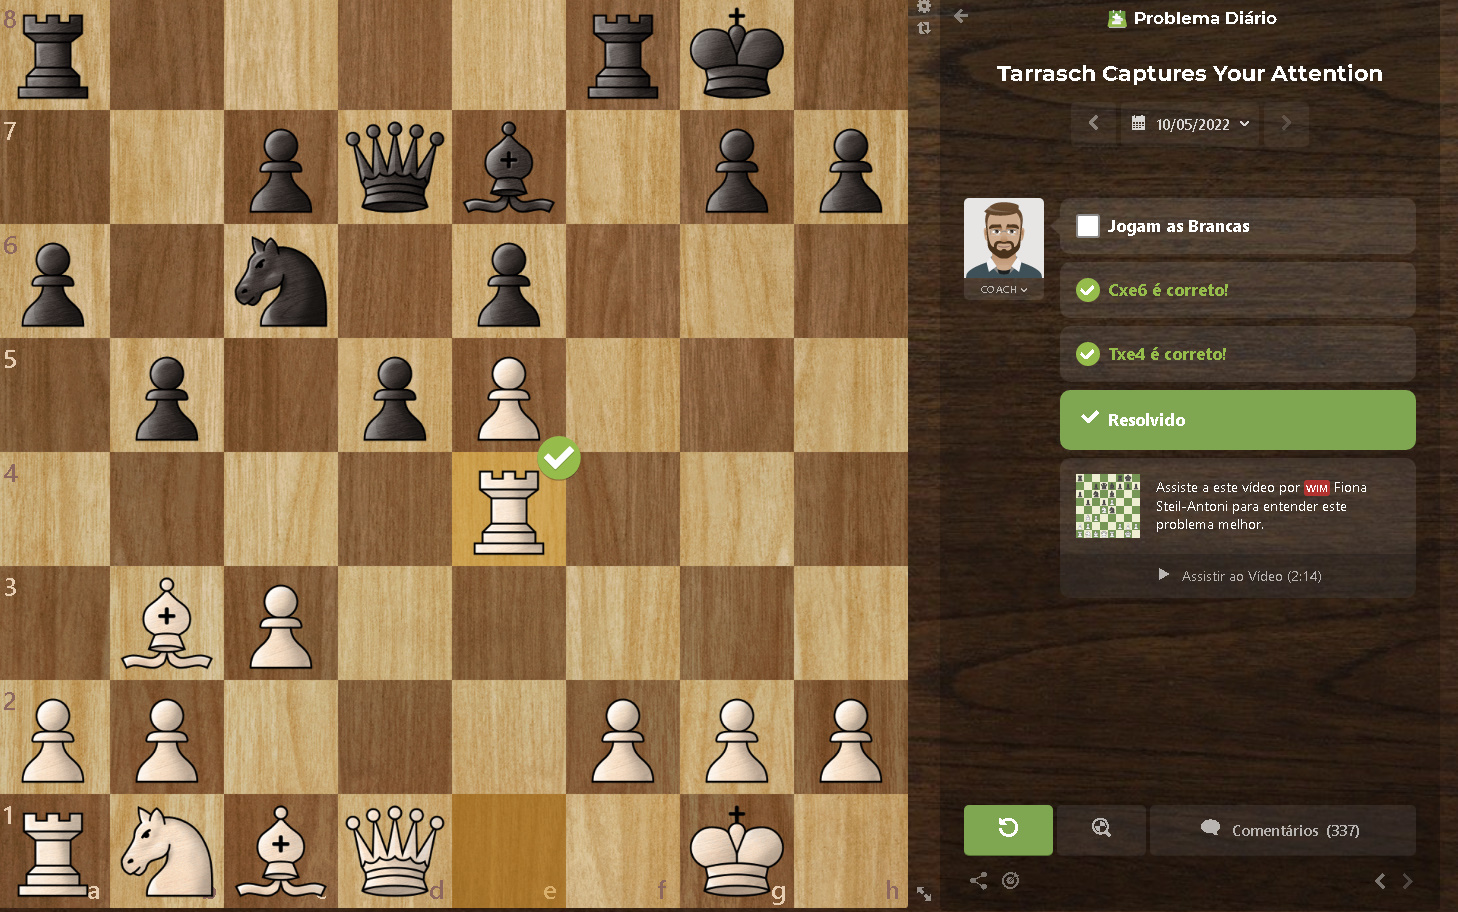 8
7
6
5
4
3
2
1
a
b
c
d
e
f
g
h
Problema Diário
Tarrasch Captures Your Attention
10/05/2022
COACH
Jogam as Brancas
Cxe6 é correto!
Txe4 é correto!
Resolvido
Assiste a este vídeo por WIM Fiona
Steil-Antoni para entender este
problema melhor.
Assistir ao Vídeo (2:14)
Comentários (337)